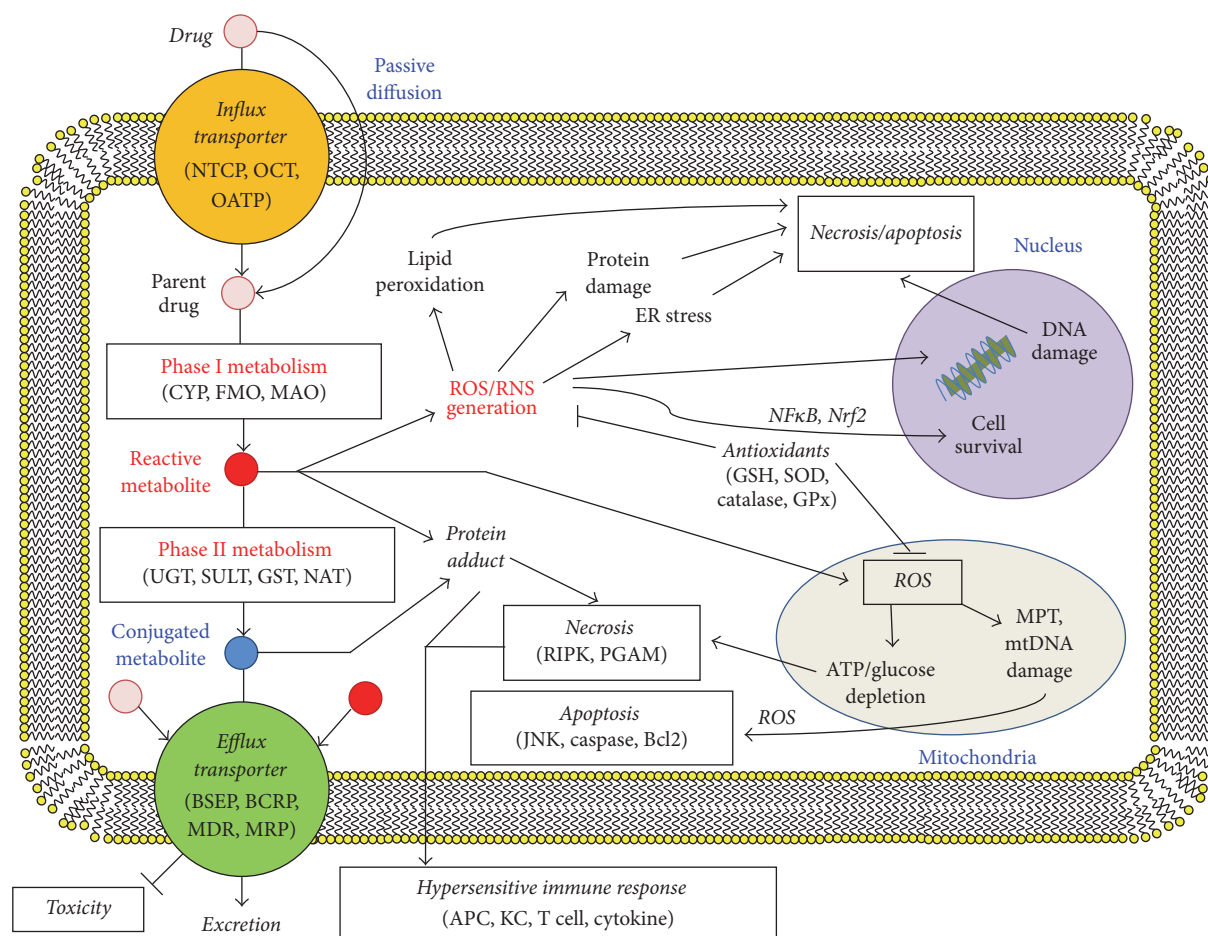 Drug
Passive
diffusion
Influx
transporter
(NTCP, OCT,
OATP)
Parent
drug
Phase I metabolism
(CYP, FMO, MAO)
Reactive
metabolite
Phase II metabolism
(UGT, SULT, GST, NAT)
Conjugated
metabolite
Efflux
transporter
(BSEP, BCRP,
MDR, MRP)
Toxicity
Excretion
Lipid
peroxidation
Protein
damage
ER stress
Necrosis/apoptosis
ROS/RNS
generation
Nucleus
DNA
damage
NFκB, Nrf2
Cell
survival
Antioxidants
(GSH, SOD,
catalase, GPx)
Protein
adduct
Necrosis
(RIPK, PGAM)
Apoptosis
(JNK, caspase, Bcl2)
ROS
MPT,
mtDNA
damage
ATP/glucose
depletion
ROS
Mitochondria
Hypersensitive immune response
(APC, KC, T cell, cytokine)